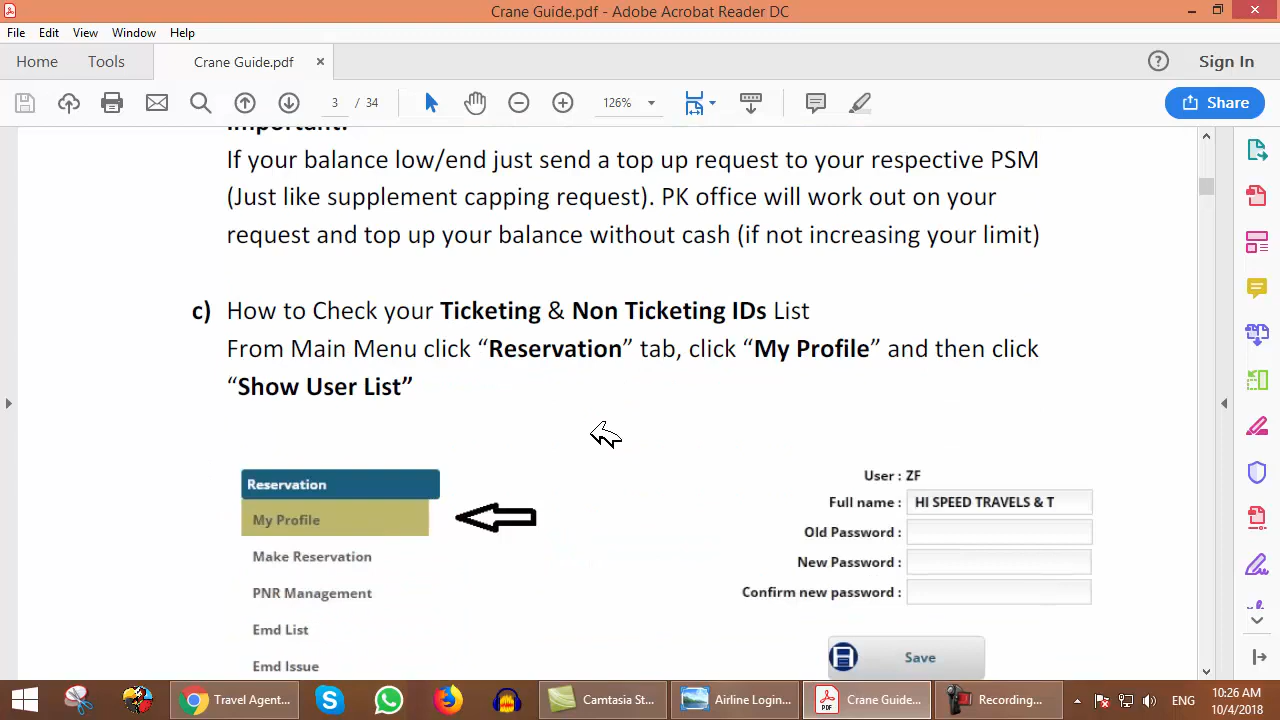 Crane Guide.pdf - Adobe Acrobat Reader DC
File Edit View Window Help
Home Tools Crane Guide.pdf × Sign In
3 / 34 126% Share
Important:
If your balance low/end just send a top up request to your respective PSM
(Just like supplement capping request). PK office will work out on your
request and top up your balance without cash (if not increasing your limit)
c) How to Check your Ticketing & Non Ticketing IDs List
From Main Menu click “Reservation” tab, click “My Profile” and then click
“Show User List”
Reservation
My Profile
Make Reservation
PNR Management
Emd List
Emd Issue
User : ZF
Full name : HI SPEED TRAVELS & T
Old Password :
New Password :
Confirm new password :
Save
Travel Agent... Camtasia St... Airline Login... Crane Guide... Recording... ENG 10:26 AM
10/4/2018